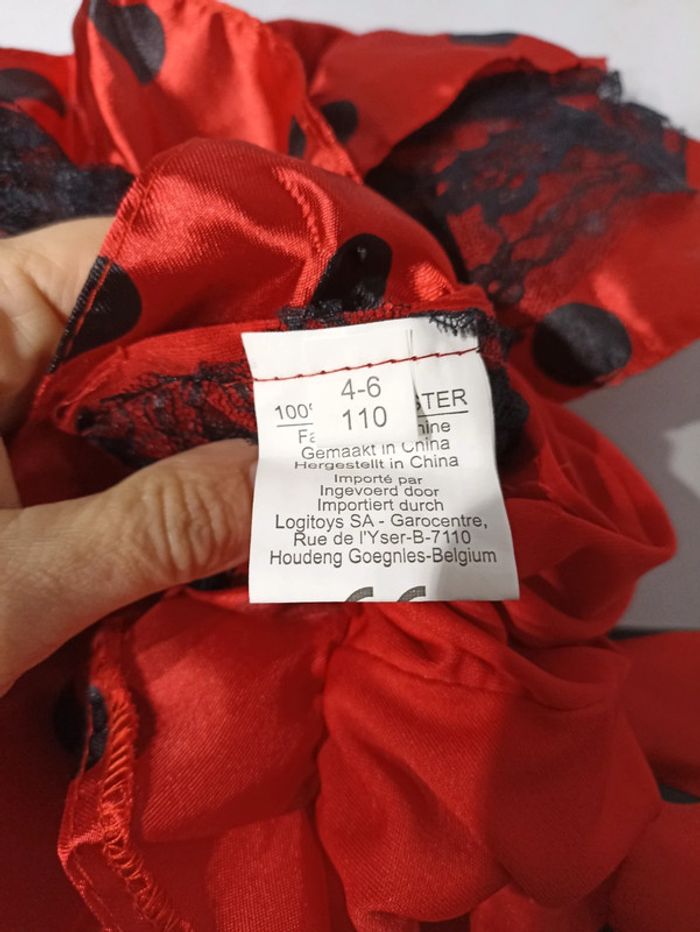 4-6
110
100%
STER
Gemaakt in China
Hergestellt in China
Importé par
Ingevoerd door
Importiert durch
Logitoys SA - Garocentre,
Rue de l'Yser-B-7110
Houdeng Goegnies-Belgium